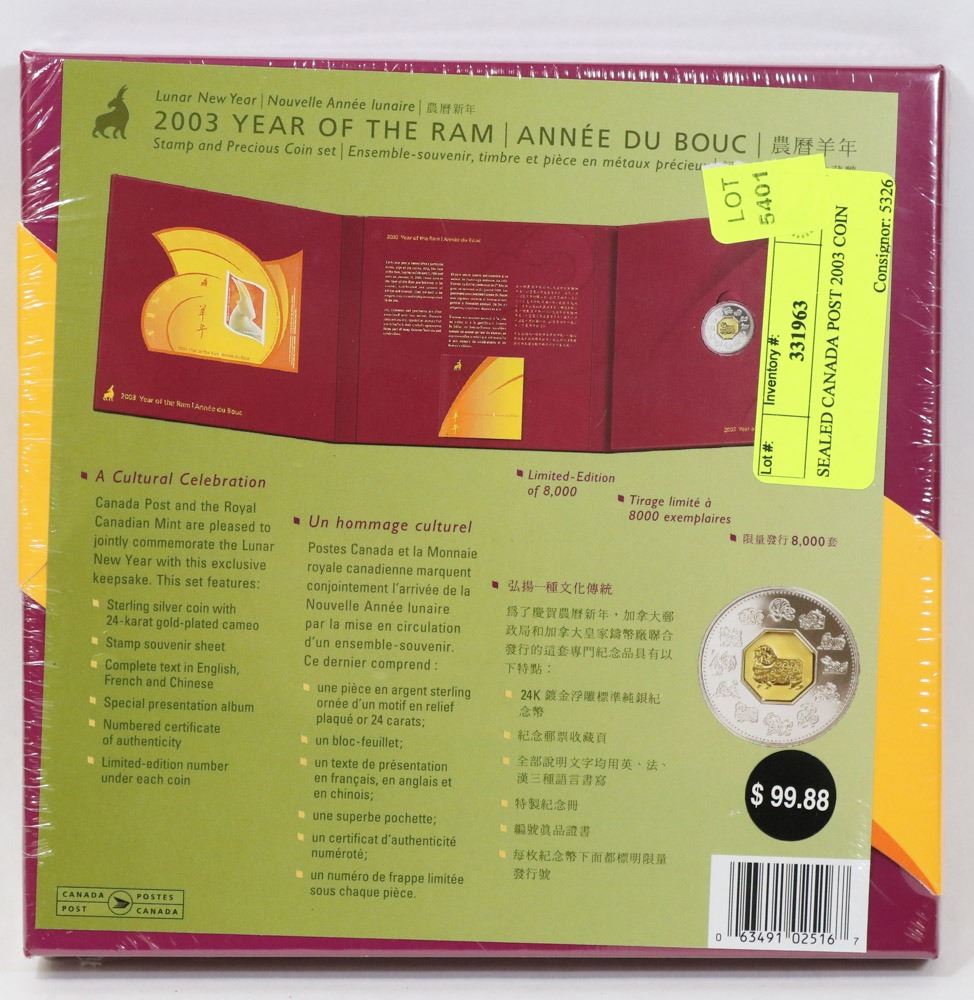 Lunar New Year | Nouvelle Année lunaire | 農曆新年
2003 YEAR OF THE RAM | ANNÉE DU BOUC | 農曆羊年
Stamp and Precious Coin set | Ensemble-souvenir, timbre et pièce en métaux précieux
LOT
5401
Consignor: 5326
SEALED CANADA POST 2003 COIN
Inventory #:
331963
Lot #:
2003 Year of the Ram | Année du Bouc
羊
年
2003 Year of the Ram | Année du Bouc
■ A Cultural Celebration
Canada Post and the Royal
Canadian Mint are pleased to
jointly commemorate the Lunar
New Year with this exclusive
keepsake. This set features:
Sterling silver coin with
24-karat gold-plated cameo
Stamp souvenir sheet
Complete text in English,
French and Chinese
Special presentation album
Numbered certificate
of authenticity
Limited-edition number
under each coin
■ Un hommage culturel
Postes Canada et la Monnaie
royale canadienne marquent
conjointement l'arrivée de la
Nouvelle Année lunaire
par la mise en circulation
d'un ensemble-souvenir.
Ce dernier comprend :
une pièce en argent sterling
ornée d'un motif en relief
plaqué or 24 carats;
un bloc-feuillet;
un texte de présentation
en français, en anglais et
en chinois;
une superbe pochette;
un certificat d'authenticité
numéroté;
un numéro de frappe limitée
sous chaque pièce.
■ Limited-Edition
of 8,000
■ Tirage limité à
8000 exemplaires
■ 限量發行 8,000套
■ 弘揚一種文化傳統
爲了慶賀農曆新年，加拿大郵
政局和加拿大皇家鑄幣廠聯合
發行的這套專門紀念品具有以
下特點：
24K 鍍金浮雕標準純銀紀
念幣
紀念郵票收藏頁
全部說明文字均用英、法、
漢三種語言書寫
特製紀念冊
編號眞品證書
每枚紀念幣下面都標明限量
發行號
$ 99.88
CANADA POSTES
POST CANADA
0 63491 02516 7